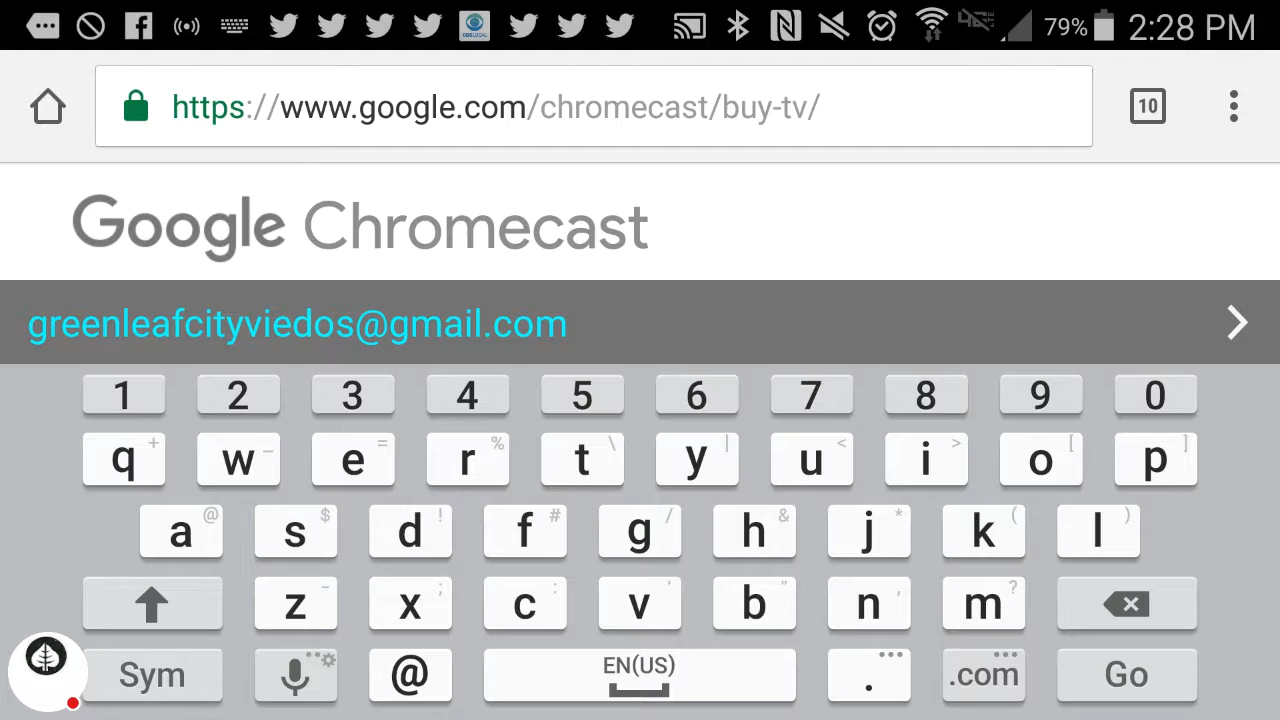 79% 2:28 PM
https://www.google.com/chromecast/buy-tv/ 10
Google Chromecast
greenleafcityviedos@gmail.com
1 2 3 4 5 6 7 8 9 0
q + w e = r % t \ y | u < i > o [ p ]
a @ s $ d ! f # g / h & j * k ( l )
z - x ; c : v ' b " n , m ?
Sym @ EN(US) . .com Go